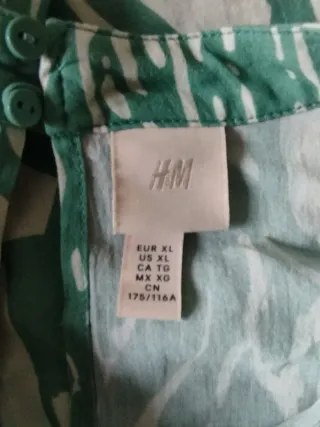 H&M
EUR XL
US XL
CA TG
MX XG
CN
175/116A